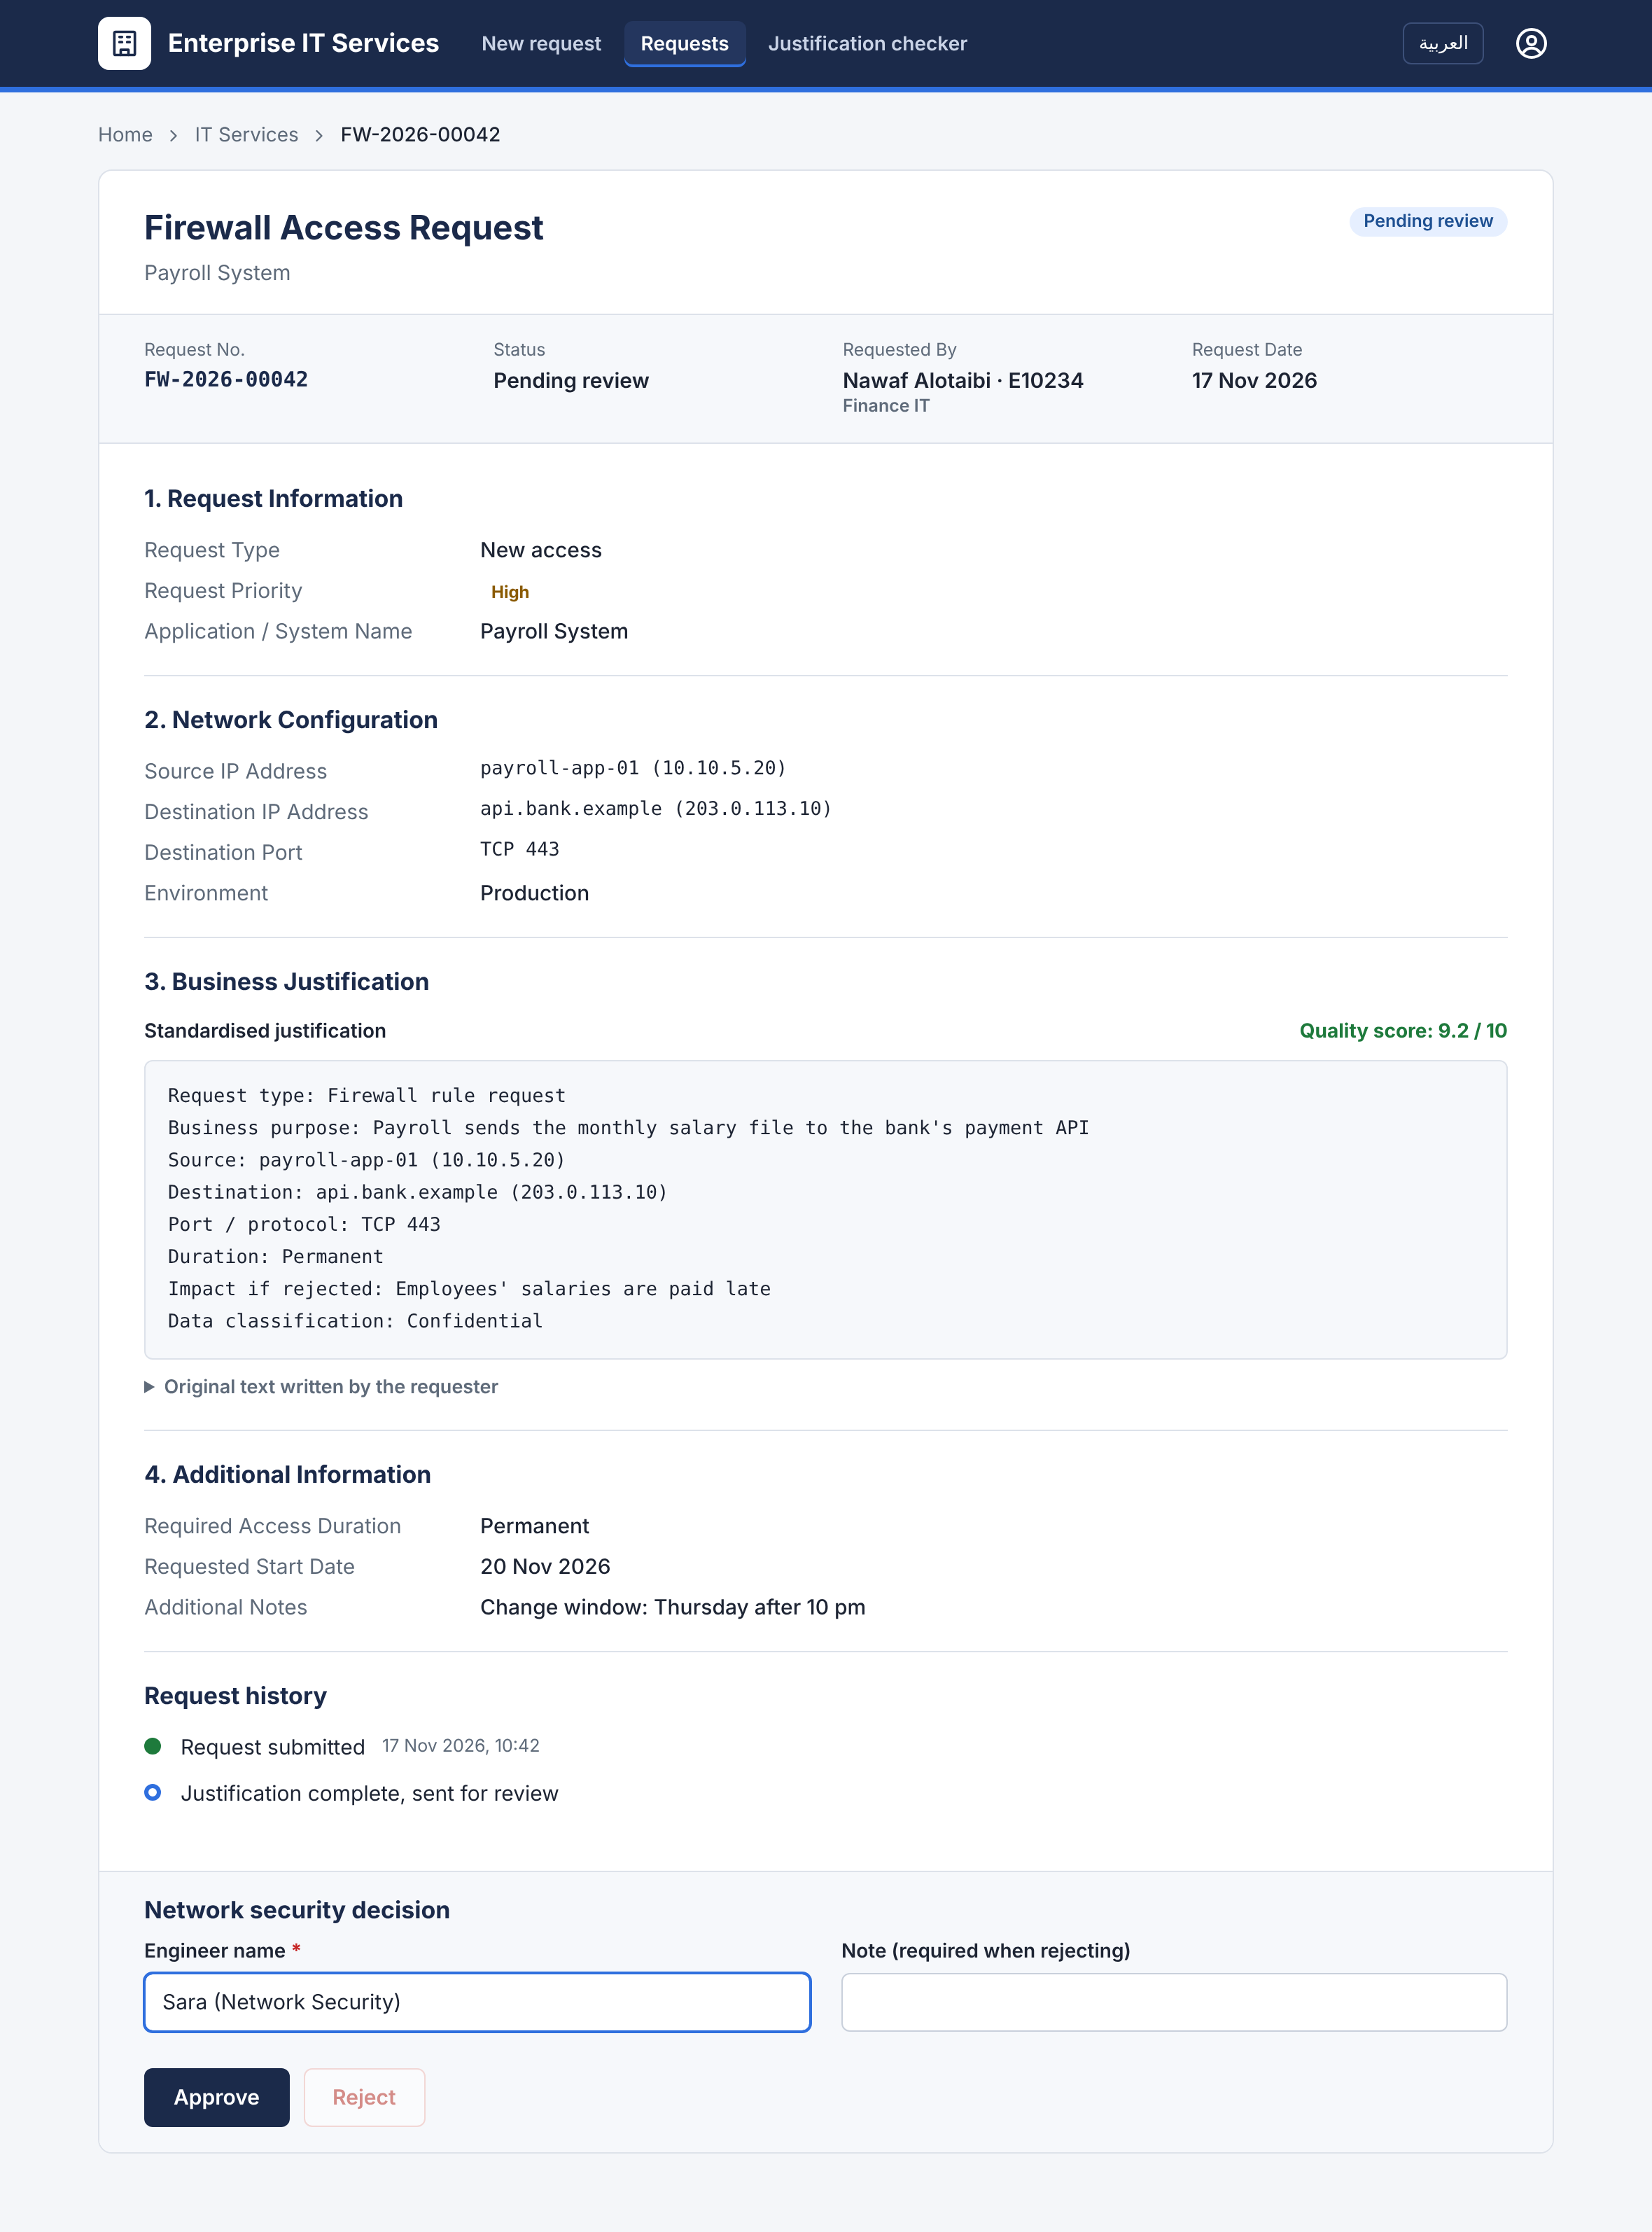 Enterprise IT Services
New request
Requests
Justification checker
العربية
Home > IT Services > FW-2026-00042
Firewall Access Request
Pending review
Payroll System
Request No.
FW-2026-00042
Status
Pending review
Requested By
Nawaf Alotaibi · E10234
Finance IT
Request Date
17 Nov 2026
1. Request Information
Request Type New access
Request Priority High
Application / System Name Payroll System
2. Network Configuration
Source IP Address payroll-app-01 (10.10.5.20)
Destination IP Address api.bank.example (203.0.113.10)
Destination Port TCP 443
Environment Production
3. Business Justification
Standardised justification
Quality score: 9.2 / 10
Request type: Firewall rule request
Business purpose: Payroll sends the monthly salary file to the bank's payment API
Source: payroll-app-01 (10.10.5.20)
Destination: api.bank.example (203.0.113.10)
Port / protocol: TCP 443
Duration: Permanent
Impact if rejected: Employees' salaries are paid late
Data classification: Confidential
Original text written by the requester
4. Additional Information
Required Access Duration Permanent
Requested Start Date 20 Nov 2026
Additional Notes Change window: Thursday after 10 pm
Request history
Request submitted 17 Nov 2026, 10:42
Justification complete, sent for review
Network security decision
Engineer name *
Sara (Network Security)
Note (required when rejecting)
Approve
Reject